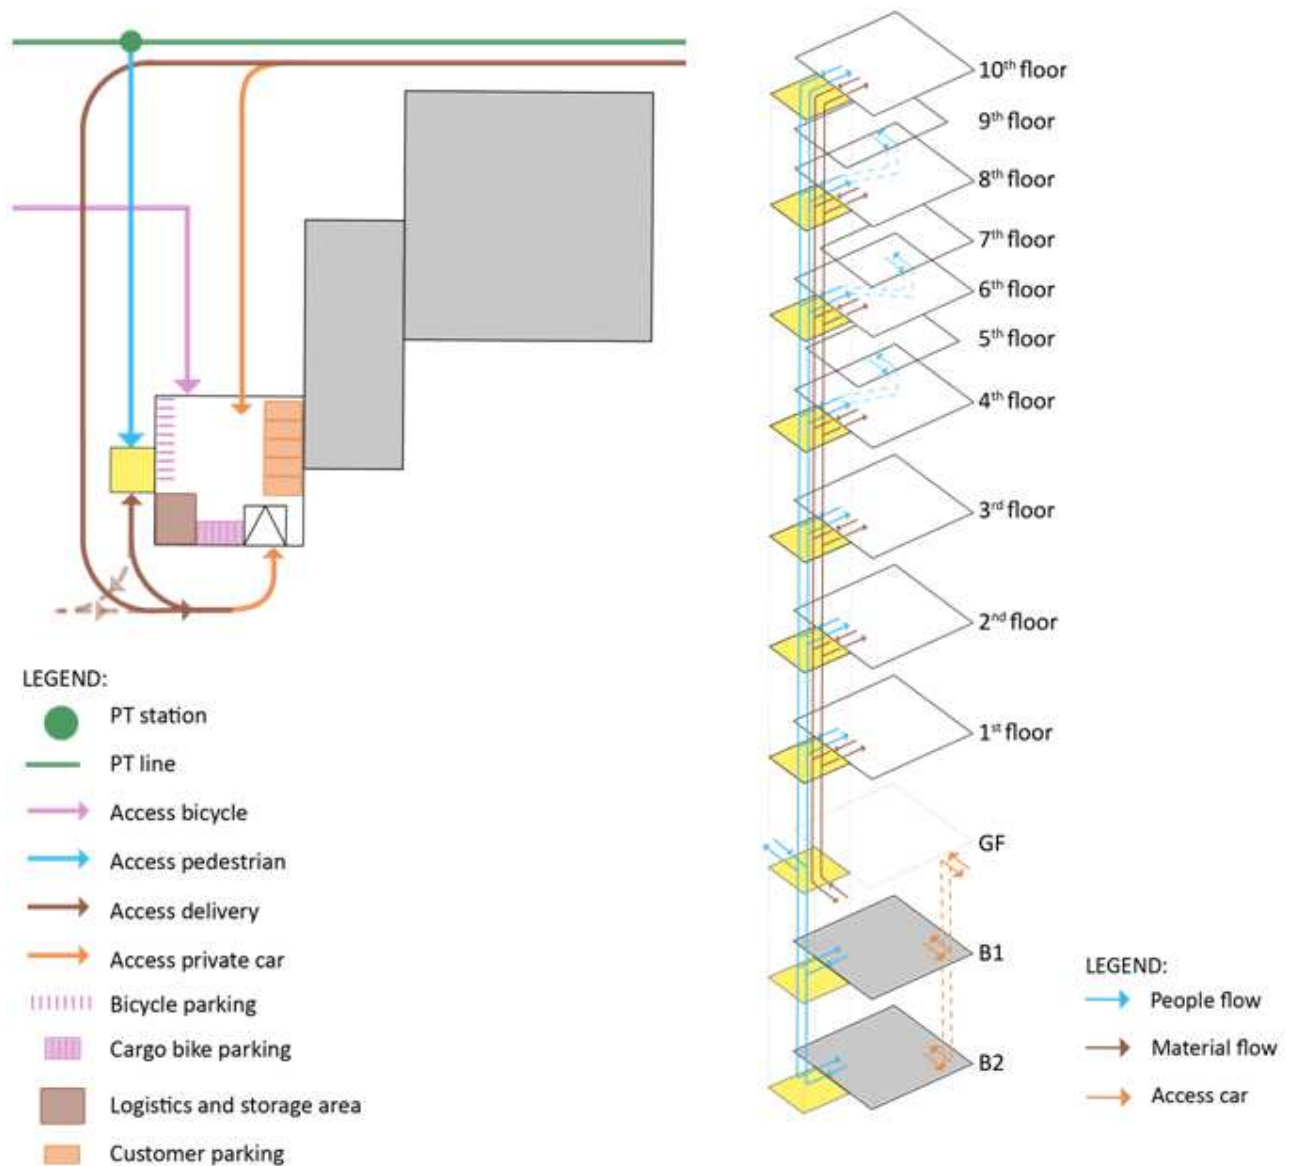 10th floor
9th floor
8th floor
7th floor
6th floor
5th floor
4th floor
3rd floor
2nd floor
1st floor
GF
B1
B2
LEGEND:
PT station
PT line
Access bicycle
Access pedestrian
Access delivery
Access private car
Bicycle parking
Cargo bike parking
Logistics and storage area
Customer parking
LEGEND:
People flow
Material flow
Access car